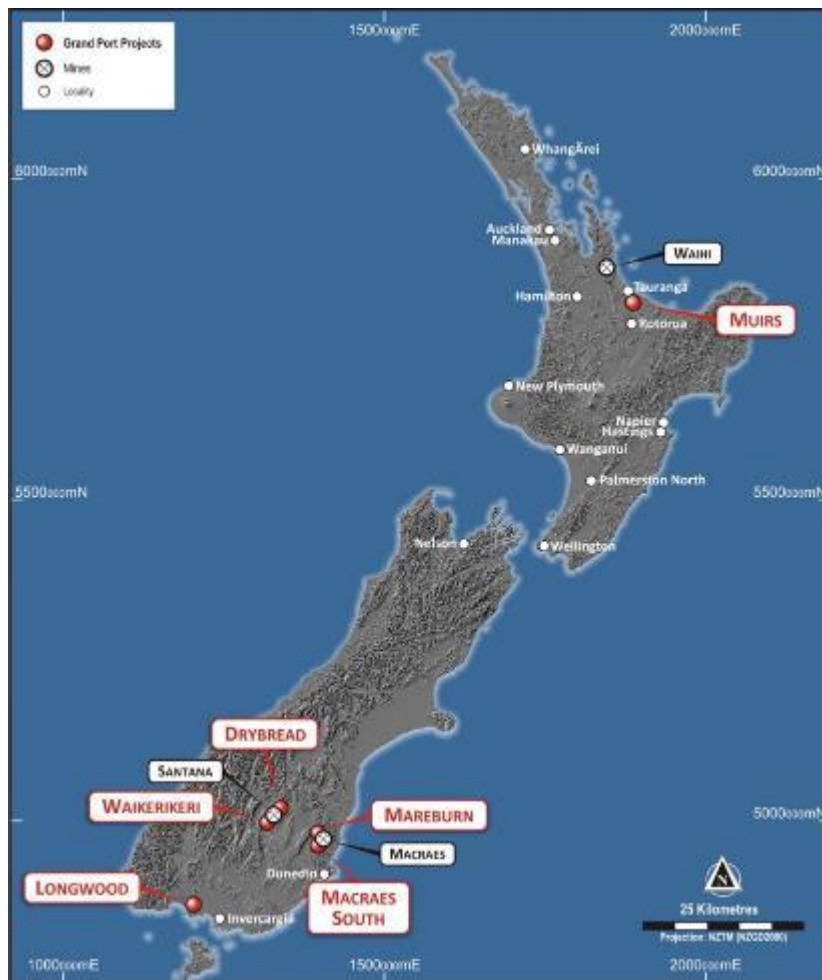 1500000mE
2000000mE
Grand Port Projects
Mines
Locality
WhangÃrei
6000000mN
6000000mN
Auckland
Manakau
WAIHI
Tauranga
Hamilton
MUIRS
Rotorua
New Plymouth
Napier
Hastings
Wanganui
Palmerston North
5500000mN
5500000mN
Nelson
Wellington
DRYBREAD
SANTANA
WAIKERIKERI
MAREBURN
5000000mN
MACRAES
Dunedin
LONGWOOD
MACRAES
SOUTH
Invercargill
N
25 Kilometres
Projection: NZTM (NZGD2000)
1000000mE
1500000mE
2000000mE